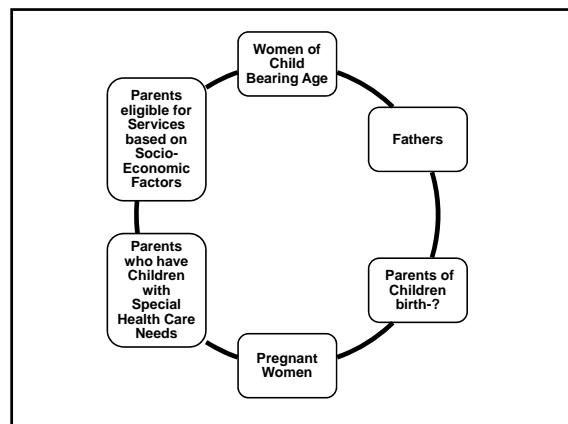 Women of
Child
Bearing Age
Fathers
Parents of
Children
birth-?
Pregnant
Women
Parents
who have
Children
with
Special
Health Care
Needs
Parents
eligible for
Services
based on
Socio-
Economic
Factors